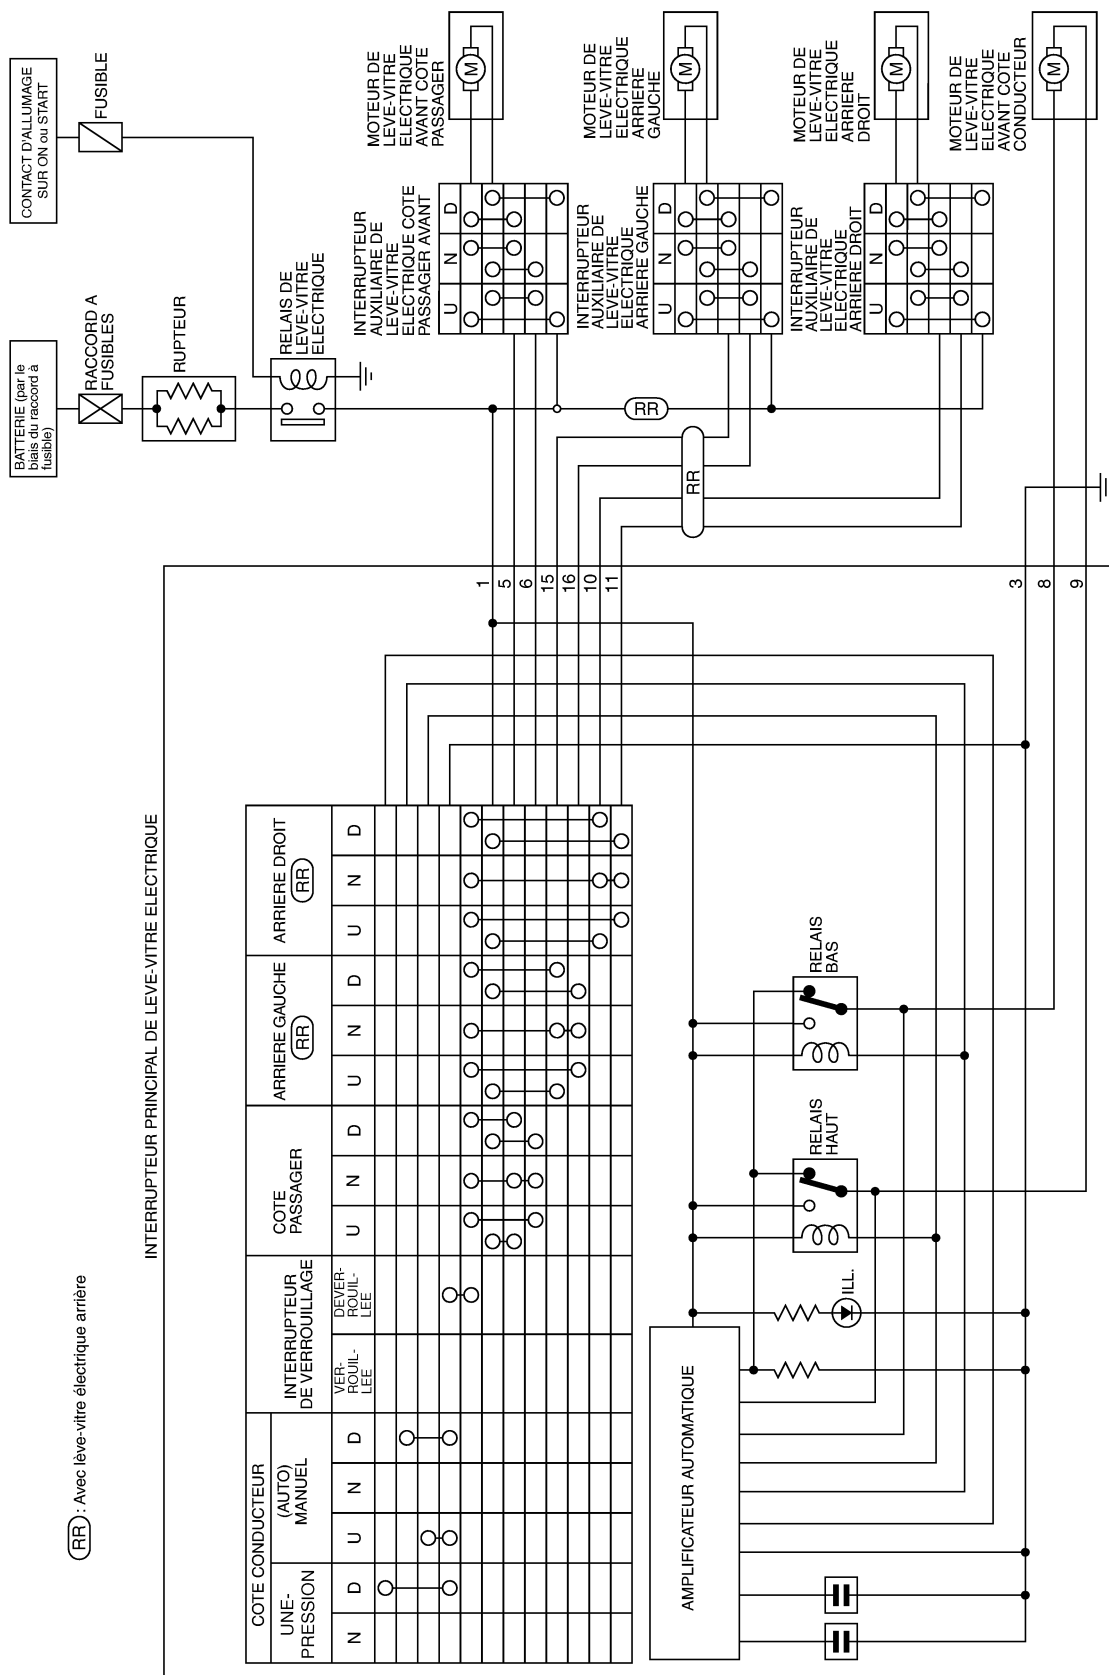 BATTERIE (par le
biais du raccord à
fusible)
RACCORD A
FUSIBLES
RUPTEUR
CONTACT D'ALLUMAGE
SUR ON ou START
FUSIBLE
RELAIS DE
LEVE-VITRE
ELECTRIQUE
INTERRUPTEUR
AUXILIAIRE DE
LEVE-VITRE
ELECTRIQUE COTE
PASSAGER AVANT
U N D
MOTEUR DE
LEVE-VITRE
ELECTRIQUE
AVANT COTE
PASSAGER
M
INTERRUPTEUR
AUXILIAIRE DE
LEVE-VITRE
ELECTRIQUE
ARRIERE GAUCHE
U N D
MOTEUR DE
LEVE-VITRE
ELECTRIQUE
ARRIERE
GAUCHE
M
INTERRUPTEUR
AUXILIAIRE DE
LEVE-VITRE
ELECTRIQUE
ARRIERE DROIT
U N D
MOTEUR DE
LEVE-VITRE
ELECTRIQUE
ARRIERE
DROIT
M
MOTEUR DE
LEVE-VITRE
ELECTRIQUE
AVANT COTE
CONDUCTEUR
M
RR
RR
1
5
6
15
16
10
11
3
8
9
RR : Avec lève-vitre électrique arrière
INTERRUPTEUR PRINCIPAL DE LEVE-VITRE ELECTRIQUE
COTE CONDUCTEUR
UNE-
PRESSION
(AUTO)
MANUEL
INTERRUPTEUR
DE VERROUILLAGE
COTE
PASSAGER
ARRIERE GAUCHE
RR
ARRIERE DROIT
RR
N D U N D
VER-
ROUIL-
LEE
DEVER-
ROUIL-
LEE
U N D U N D U N D
AMPLIFICATEUR AUTOMATIQUE
ILL.
RELAIS
HAUT
RELAIS
BAS